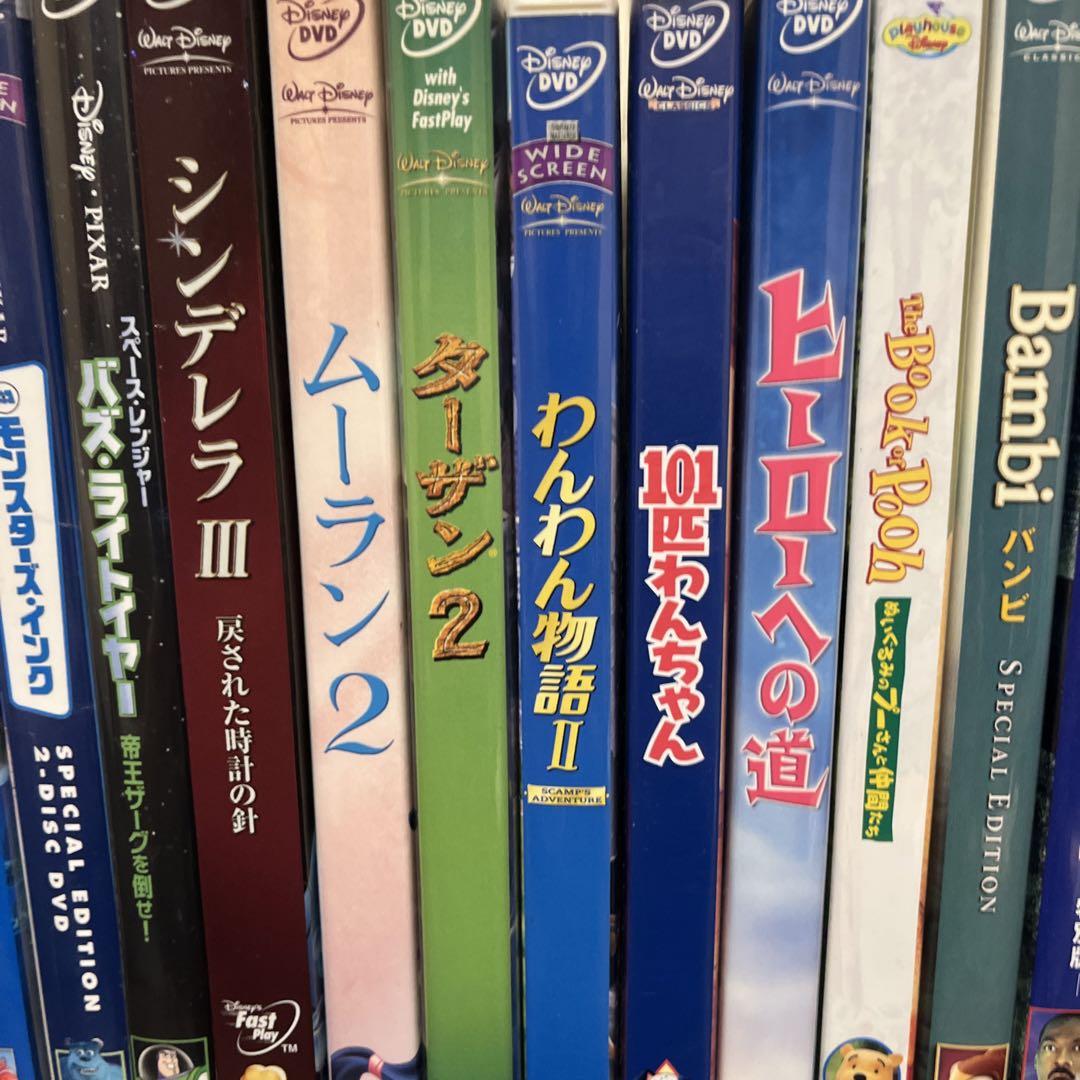 モンスターズ・インク
SPECIAL EDITION
2-DISC DVD
Disney・PIXAR
スペース・レンジャー
バズ・ライトイヤー
帝王ザーグを倒せ!
WALT DISNEY
PICTURES PRESENTS
シンデレラ III
戻された時計の針
Disney's
Fast
Play
TM
Disney
DVD
WALT DISNEY
PICTURES PRESENTS
ムーラン2
Disney
DVD
with
Disney's
FastPlay
WALT DISNEY
PICTURES PRESENTS
ターザン2
Disney
DVD
WIDE
SCREEN
WALT DISNEY
PICTURES PRESENTS
わんわん物語 II
SCAMP'S
ADVENTURE
Disney
DVD
WALT DISNEY
CLASSICS
101匹わんちゃん
Disney
DVD
WALT DISNEY
ヒーローへの道
playhouse
Disney
The Book of Pooh
ぬいぐるみのプーさんと仲間たち
WALT DISNEY
CLASSICS
Bambi
バンビ
SPECIAL EDITION